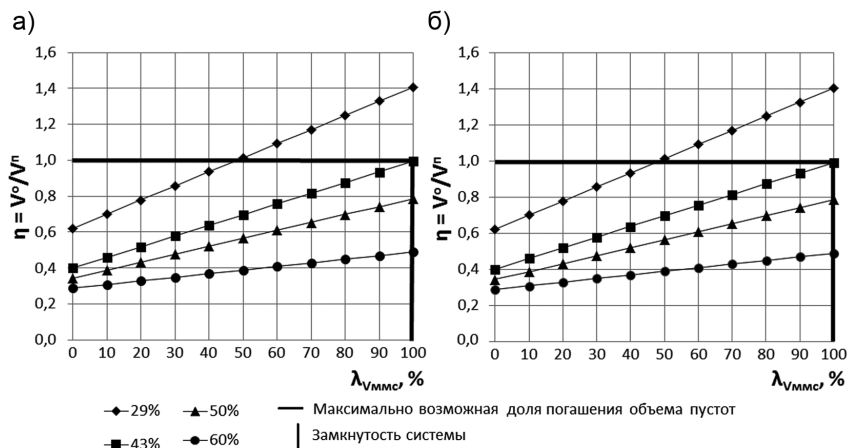 а)
б)
1,6
1,4
1,2
1,0
0,8
0,6
0,4
0,2
0,0
η = Vᵒ/Vⁿ
0 10 20 30 40 50 60 70 80 90 100
λVммс, %
1,6
1,4
1,2
1,0
0,8
0,6
0,4
0,2
0,0
η = Vᵒ/Vⁿ
0 10 20 30 40 50 60 70 80 90 100
λVммс, %
29% 50% Максимально возможная доля погашения объема пустот
43% 60% Замкнутость системы